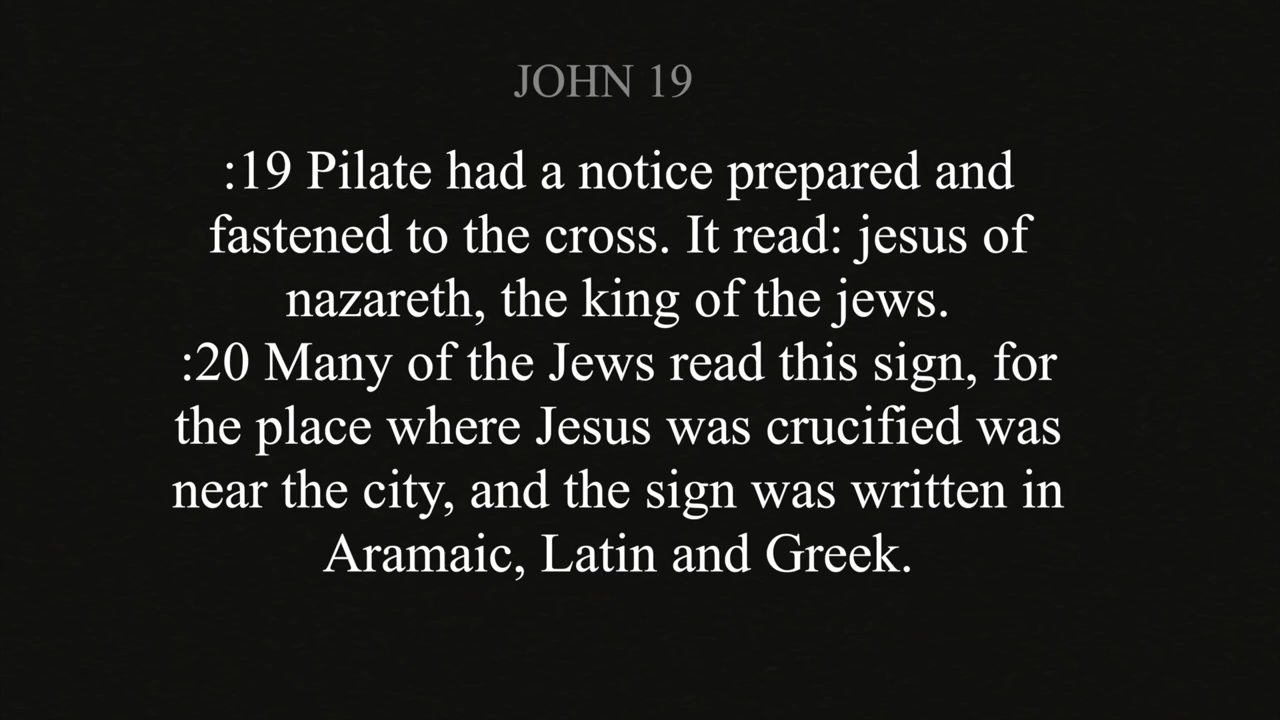 JOHN 19
:19 Pilate had a notice prepared and
fastened to the cross. It read: jesus of
nazareth, the king of the jews.
:20 Many of the Jews read this sign, for
the place where Jesus was crucified was
near the city, and the sign was written in
Aramaic, Latin and Greek.